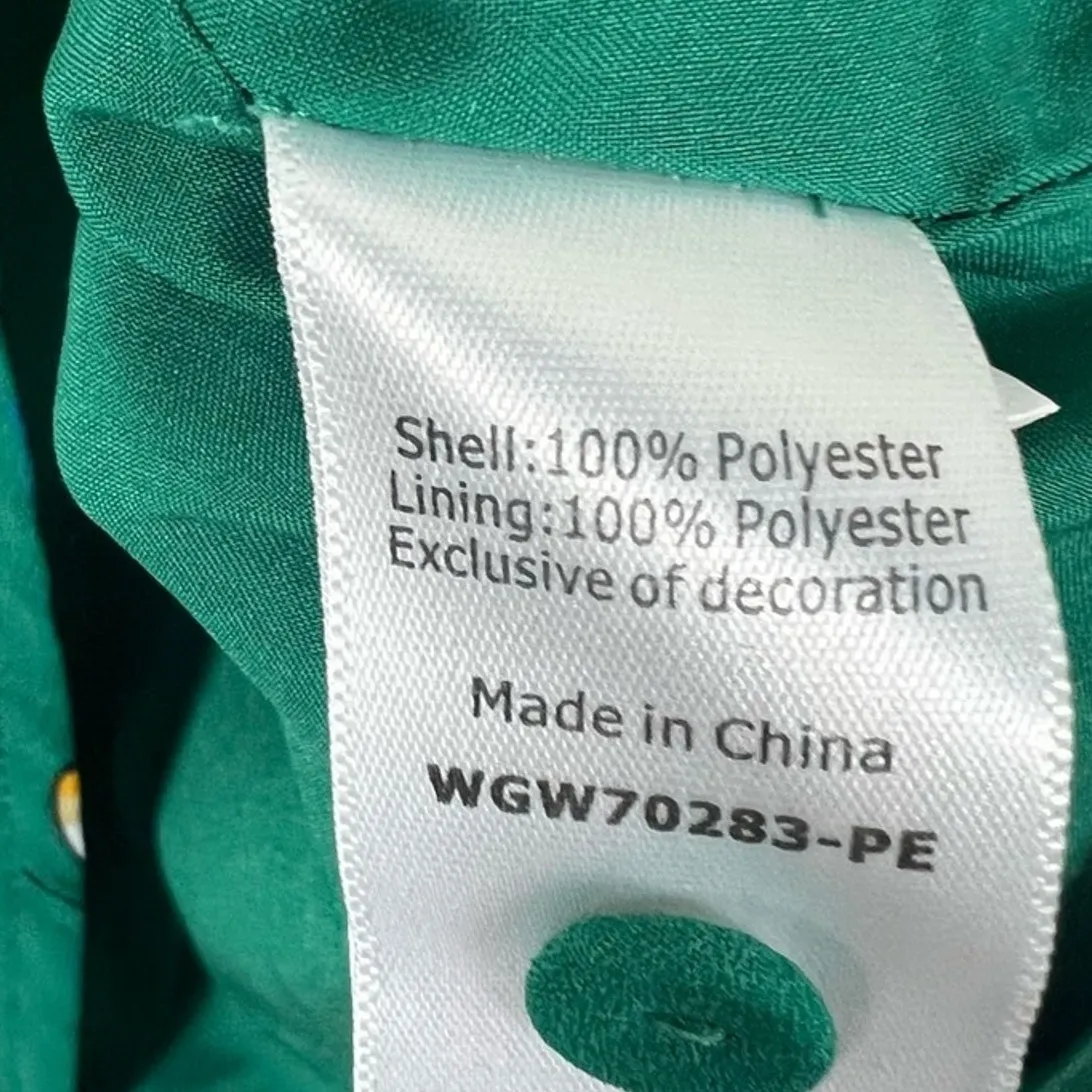 Shell:100% Polyester
Lining:100% Polyester
Exclusive of decoration
Made in China
WGW70283-PE